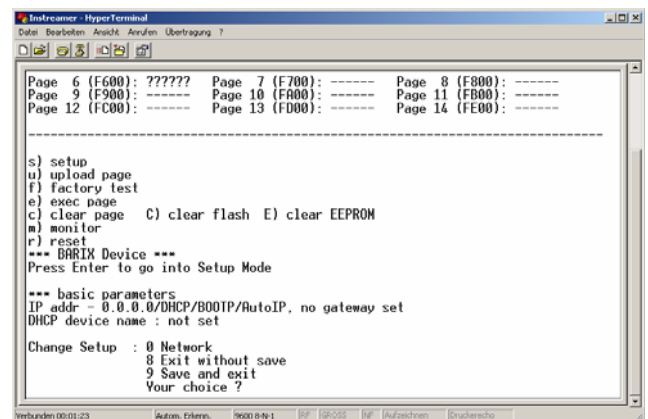 Instreamer - HyperTerminal
Datei Bearbeiten Ansicht Anrufen Übertragung ?
Page 6 (F600): ?????? Page 7 (F700): ------ Page 8 (F800): ------
Page 9 (F900): ------ Page 10 (FA00): ------ Page 11 (FB00): ------
Page 12 (FC00): ------ Page 13 (FD00): ------ Page 14 (FE00): ------
--------------------------------------------------------------------------------
s) setup
u) upload page
f) factory test
e) exec page
c) clear page C) clear flash E) clear EEPROM
m) monitor
r) reset
*** BARIX Device ***
Press Enter to go into Setup Mode
*** basic parameters
IP addr - 0.0.0.0/DHCP/BOOTP/AutoIP, no gateway set
DHCP device name : not set
Change Setup : 0 Network
8 Exit without save
9 Save and exit
Your choice ?
Verbunden 00:01:23 Autom. Erkenn. 9600 8-N-1 RF GROSS NF Aufzeichnen Druckerecho